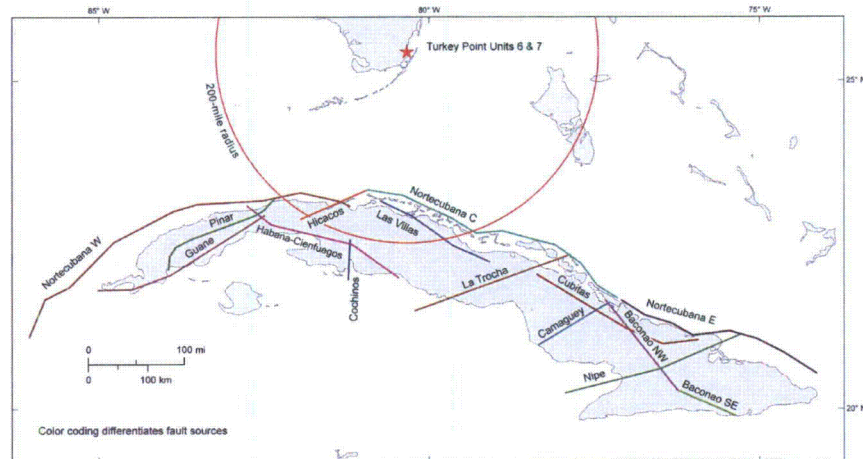 85° W
80° W
75° W
Turkey Point Units 6 & 7
25° N
200-mile radius
Nortecubana C
Hicacos
Las Villas
Pinar
Guane
Habana-Cienfuagos
Nortecubana W
Cochinos
La Trocha
Cubitas
Nortecubana E
Camaguey
Baconao NW
Nipe
Baconao SE
0 100 mi
0 100 km
20° N
Color coding differentiates fault sources